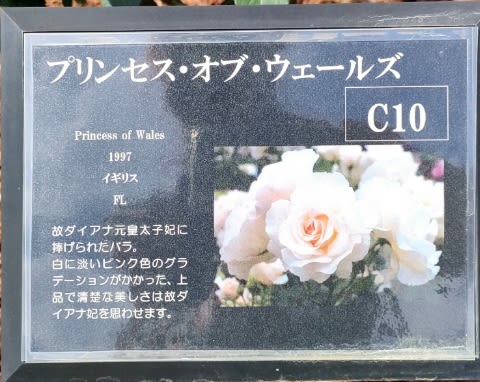 プリンセス・オブ・ウェールズ
C10
Princess of Wales
1997
イギリス
FL
故ダイアナ元皇太子妃に
捧げられたバラ。
白に淡いピンク色のグラ
デーションがかかった、上
品で清楚な美しさは故ダ
イアナ妃を思わせます。